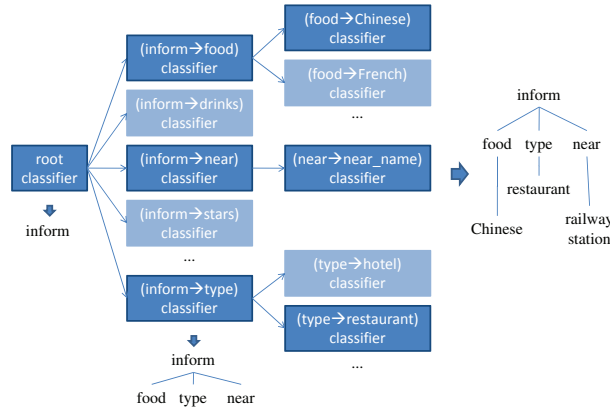 root
classifier
inform
(inform→food)
classifier
(inform→drinks)
classifier
(inform→near)
classifier
(inform→stars)
classifier
...
(inform→type)
classifier
inform
food type near
(food→Chinese)
classifier
(food→French)
classifier
...
(near→near_name)
classifier
(type→hotel)
classifier
(type→restaurant)
classifier
...
inform
food type near
restaurant
Chinese
railway
station